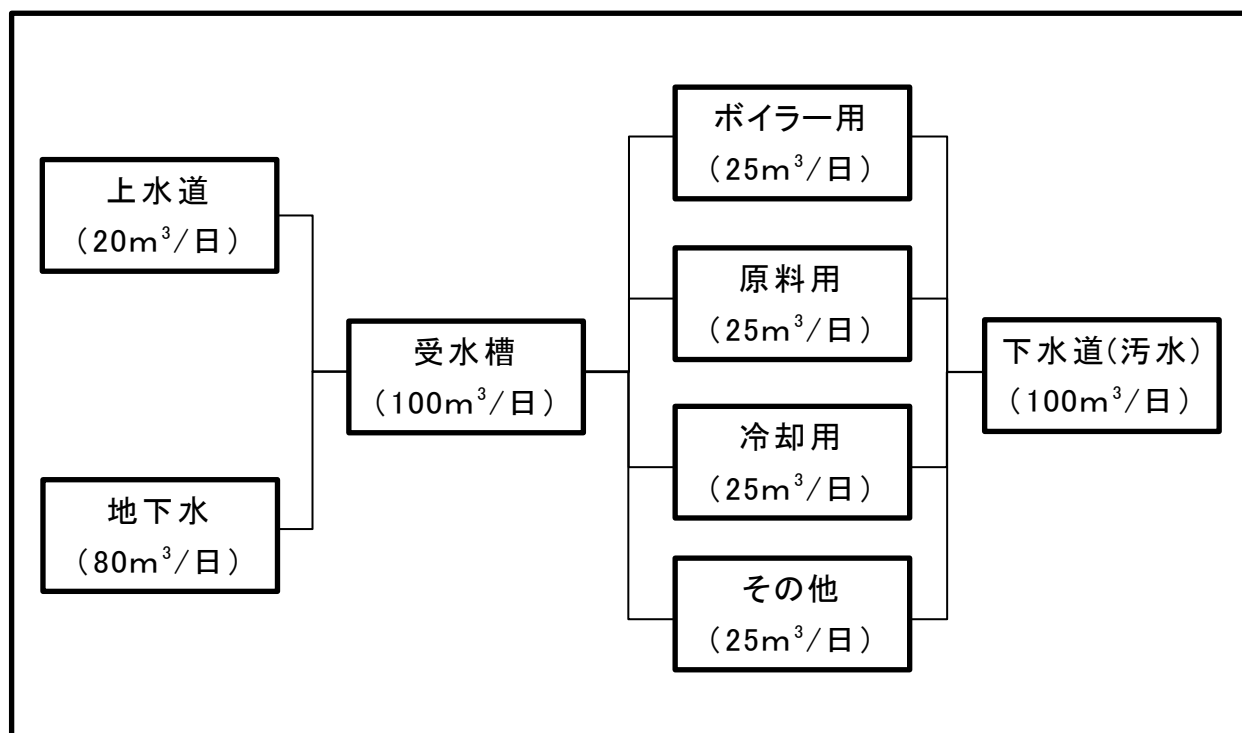 上水道
(20m³/日)
地下水
(80m³/日)
受水槽
(100m³/日)
ボイラー用
(25m³/日)
原料用
(25m³/日)
冷却用
(25m³/日)
その他
(25m³/日)
下水道(汚水)
(100m³/日)